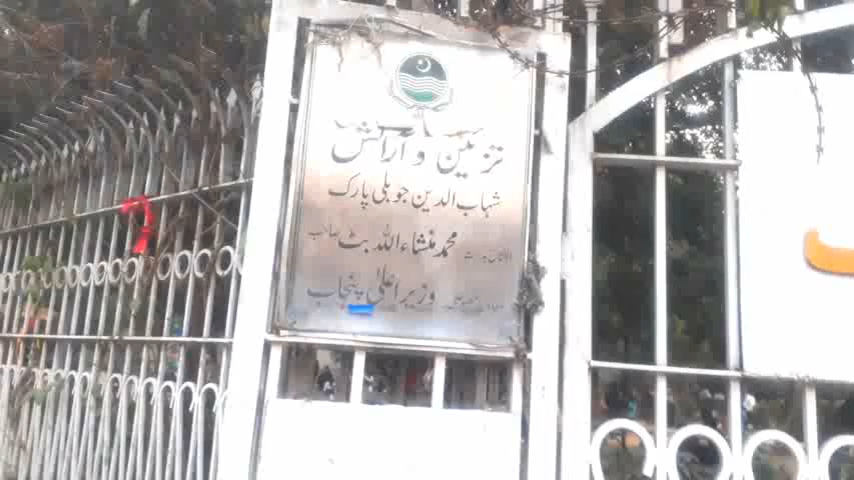 تزئین و آرائش
شہاب الدین جوبلی پارک
محمد منشاء اللہ بٹ صاحب
وزیر اعلیٰ پنجاب